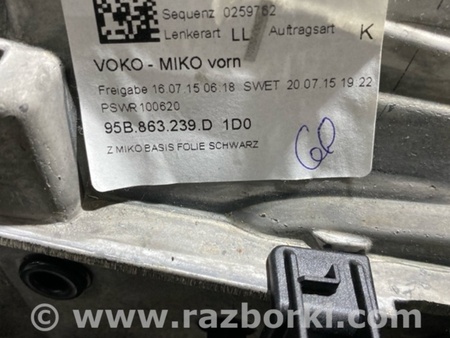 Sequenz 0259762
Lenkerart LL Auftragsart K
VOKO - MIKO vorn
Freigabe 16.07.15 06:18 SWET 20.07.15 19:22
PSWR 100620
95B.863.239.D 1D0
Z MIKO BASIS FOLIE SCHWARZ
60
www.razborki.com